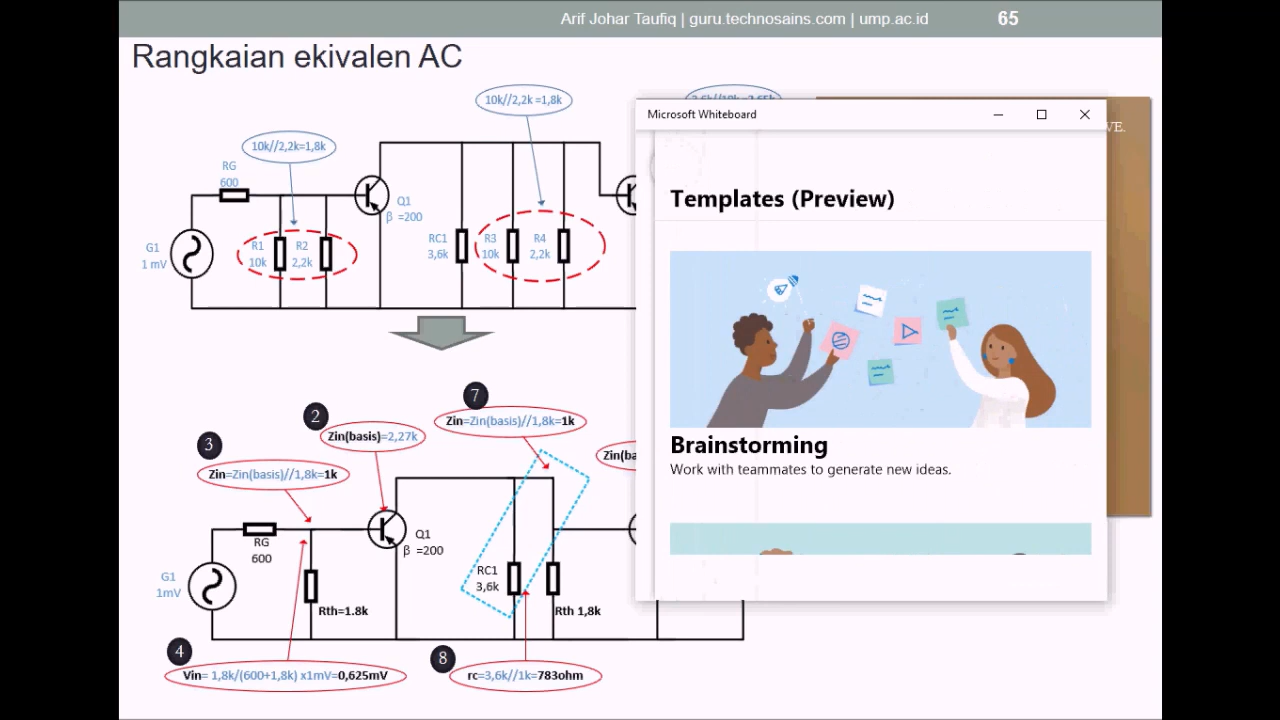 Arif Johar Taufiq | guru.technosains.com | ump.ac.id 65
Rangkaian ekivalen AC
10k//2,2k =1,8k
10k//2,2k=1,8k
RG
600
Q1
β =200
G1
1 mV
R1
10k
R2
2,2k
RC1
3,6k
R3
10k
R4
2,2k
Microsoft Whiteboard
VE.
Templates (Preview)
Brainstorming
Work with teammates to generate new ideas.
7
Zin=Zin(basis)//1,8k=1k
2
Zin(basis)=2,27k
3
Zin=Zin(basis)//1,8k=1k
Zin(ba
Q1
β =200
RG
600
G1
1mV
Rth=1.8k
RC1
3,6k
Rth 1,8k
4
Vin= 1,8k/(600+1,8k) x1mV=0,625mV
8
rc=3,6k//1k=783ohm